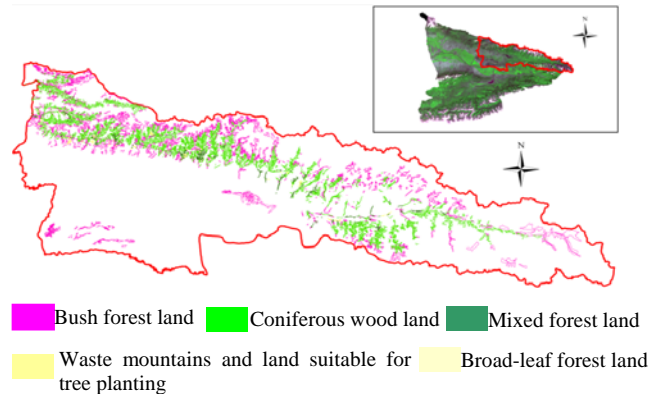 Bush forest land Coniferous wood land Mixed forest land
Waste mountains and land suitable for tree planting Broad-leaf forest land